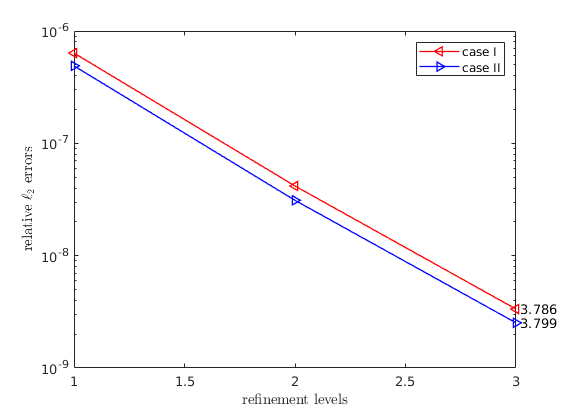 10^-6
10^-7
10^-8
10^-9
relative ℓ₂ errors
case I
case II
3.786
3.799
1
1.5
2
2.5
3
refinement levels